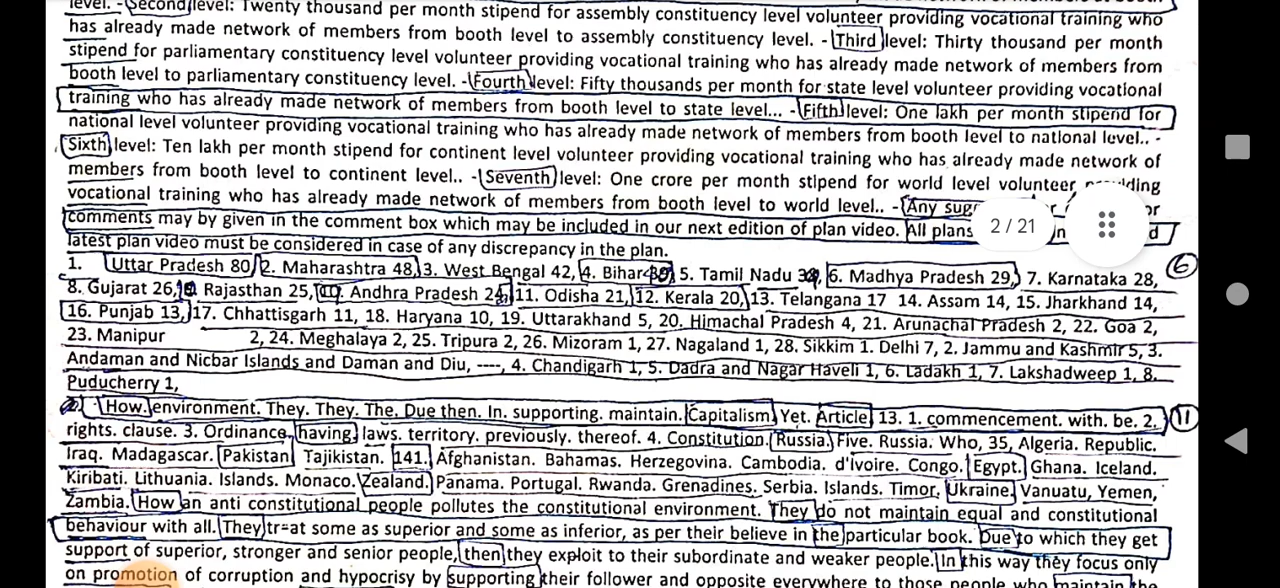 level. -Second level: Twenty thousand per month stipend for assembly constituency level volunteer providing vocational training who
has already made network of members from booth level to assembly constituency level. -Third level: Thirty thousand per month
stipend for parliamentary constituency level volunteer providing vocational training who has already made network of members from
booth level to parliamentary constituency level. -Fourth level: Fifty thousands per month for state level volunteer providing vocational
training who has already made network of members from booth level to state level... -Fifth level: One lakh per month stipend for
national level volunteer providing vocational training who has already made network of members from booth level to national level.. -
Sixth level: Ten lakh per month stipend for continent level volunteer providing vocational training who has already made network of
members from booth level to continent level.. -Seventh level: One crore per month stipend for world level volunteer
vocational training who has already made network of members from booth level to world level.. -Any
comments may by given in the comment box which may be included in our next edition of plan video. All plans
2 / 21
latest plan video must be considered in case of any discrepancy in the plan.
1. Uttar Pradesh 80, 2. Maharashtra 48, 3. West Bengal 42, 4. Bihar 5. Tamil Nadu 6. Madhya Pradesh 29, 7. Karnataka 28,
6
8. Gujarat 26, Rajasthan 25, Andhra Pradesh 11. Odisha 21, 12. Kerala 20, 13. Telangana 17 14. Assam 14, 15. Jharkhand 14,
16. Punjab 13, 17. Chhattisgarh 11, 18. Haryana 10, 19. Uttarakhand 5, 20. Himachal Pradesh 4, 21. Arunachal Pradesh 2, 22. Goa 2,
23. Manipur 2, 24. Meghalaya 2, 25. Tripura 2, 26. Mizoram 1, 27. Nagaland 1, 28. Sikkim 1. Delhi 7, 2. Jammu and Kashmir 5, 3.
Andaman and Nicbar Islands and Daman and Diu, ----, 4. Chandigarh 1, 5. Dadra and Nagar Haveli 1, 6. Ladakh 1, 7. Lakshadweep 1, 8.
Puducherry 1,
How. environment. They. They. The. Due then. In. supporting. maintain. Capitalism Yet. Article 13. 1. commencement. with. be. 2.
11
rights. clause. 3. Ordinance. having. laws. territory. previously. thereof. 4. Constitution. Russia. Five. Russia. Who, 35, Algeria. Republic.
Iraq. Madagascar. Pakistan Tajikistan. 141. Afghanistan. Bahamas. Herzegovina. Cambodia. d'Ivoire. Congo. Egypt. Ghana. Iceland.
Kiribati. Lithuania. Islands. Monaco. Zealand. Panama. Portugal. Rwanda. Grenadines. Serbia. Islands. Timor, Ukraine, Vanuatu, Yemen,
Zambia. How an anti constitutional people pollutes the constitutional environment. They do not maintain equal and constitutional
behaviour with all. They tr=at some as superior and some as inferior, as per their believe in the particular book. Due to which they get
support of superior, stronger and senior people, then they exploit to their subordinate and weaker people. In this way they focus only
on promotion of corruption and hypocrisy by supporting their follower and opposite everywhere to those people who maintain the